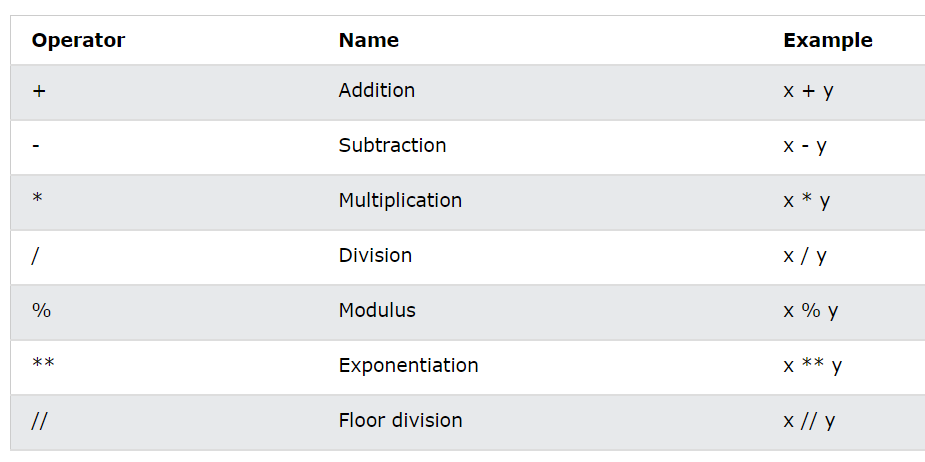 Operator Name Example
+ Addition x + y
- Subtraction x - y
* Multiplication x * y
/ Division x / y
% Modulus x % y
** Exponentiation x ** y
// Floor division x // y